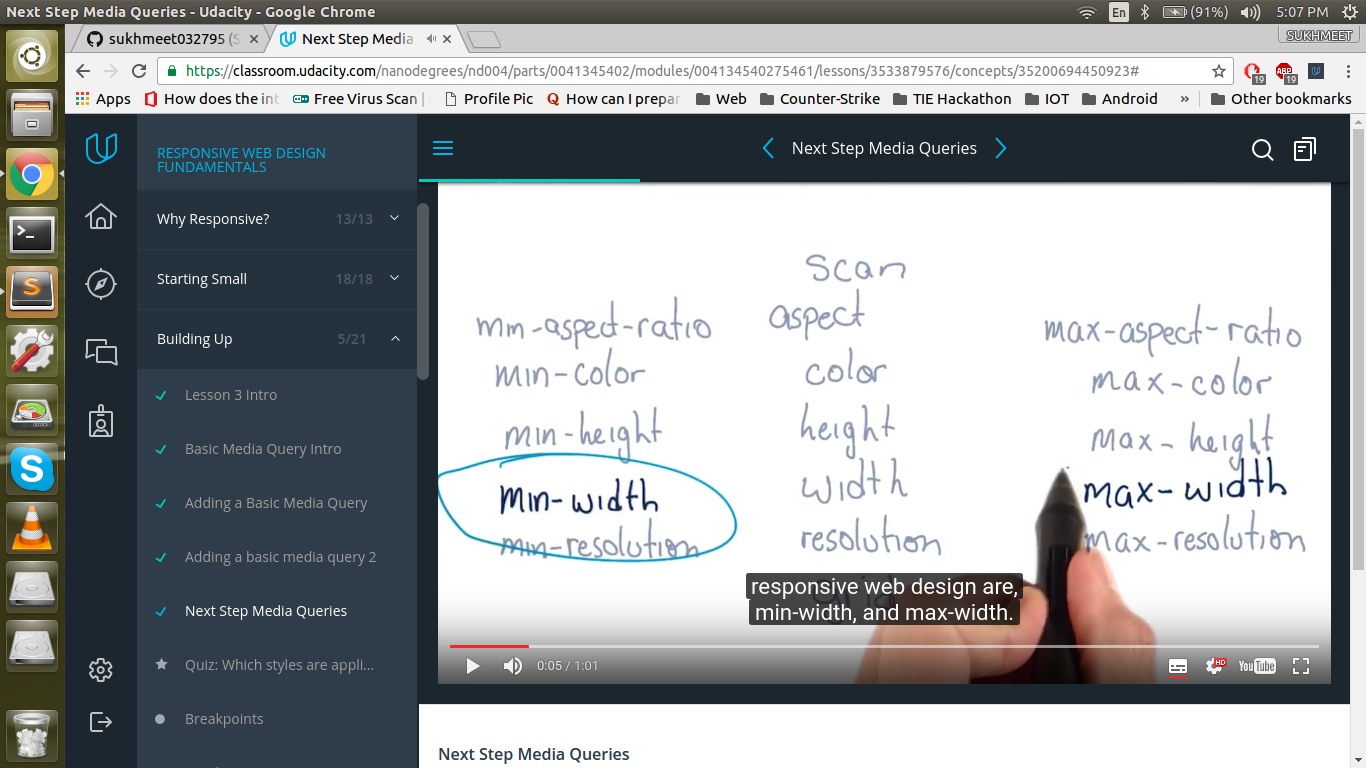 Next Step Media Queries - Udacity - Google Chrome
En
(91%)
5:07 PM
sukhmeet032795 (S
Next Step Media
SUKHMEET
https://classroom.udacity.com/nanodegrees/nd004/parts/0041345402/modules/004134540275461/lessons/3533879576/concepts/35200694450923#
19
ABP
19
Apps
How does the int
Free Virus Scan |
Profile Pic
How can I prepar
Web
Counter-Strike
TIE Hackathon
IOT
Android
»
Other bookmarks
RESPONSIVE WEB DESIGN
FUNDAMENTALS
Why Responsive?
13/13
Starting Small
18/18
Building Up
5/21
Lesson 3 Intro
Basic Media Query Intro
Adding a Basic Media Query
Adding a basic media query 2
Next Step Media Queries
Quiz: Which styles are appli...
Breakpoints
Next Step Media Queries
scan
min-aspect-ratio
aspect
max-aspect-ratio
min-color
color
max-color
min-height
height
max-height
min-width
width
max-width
min-resolution
resolution
max-resolution
grid
responsive web design are,
min-width, and max-width.
0:05 / 1:01
HD
YouTube
Next Step Media Queries